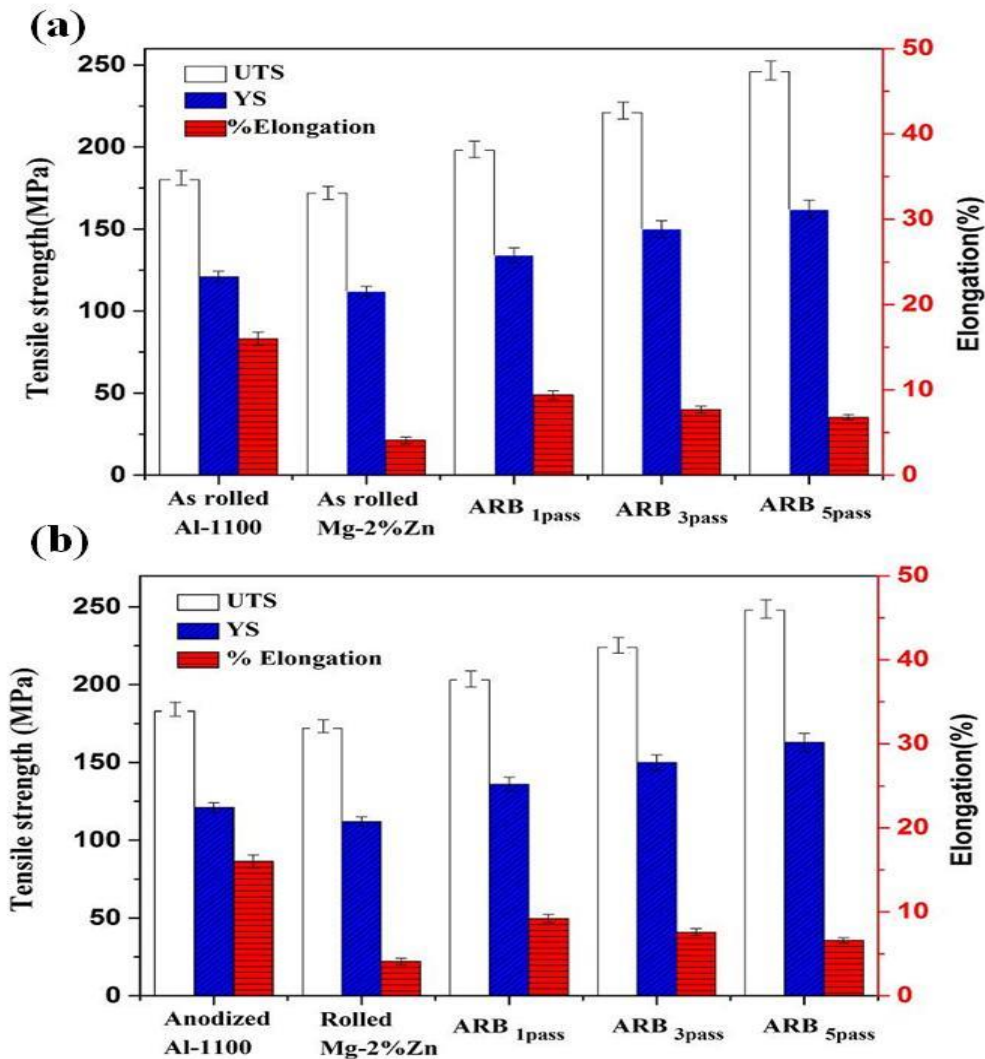 (a)
UTS
YS
%Elongation
Tensile strength(MPa)
250
200
150
100
50
0
50
40
30
20
10
0
Elongation(%)
As rolled
Al-1100
As rolled
Mg-2%Zn
ARB 1pass
ARB 3pass
ARB 5pass
(b)
UTS
YS
% Elongation
Tensile strength (MPa)
250
200
150
100
50
0
50
40
30
20
10
0
Elongation(%)
Anodized
Al-1100
Rolled
Mg-2%Zn
ARB 1pass
ARB 3pass
ARB 5pass